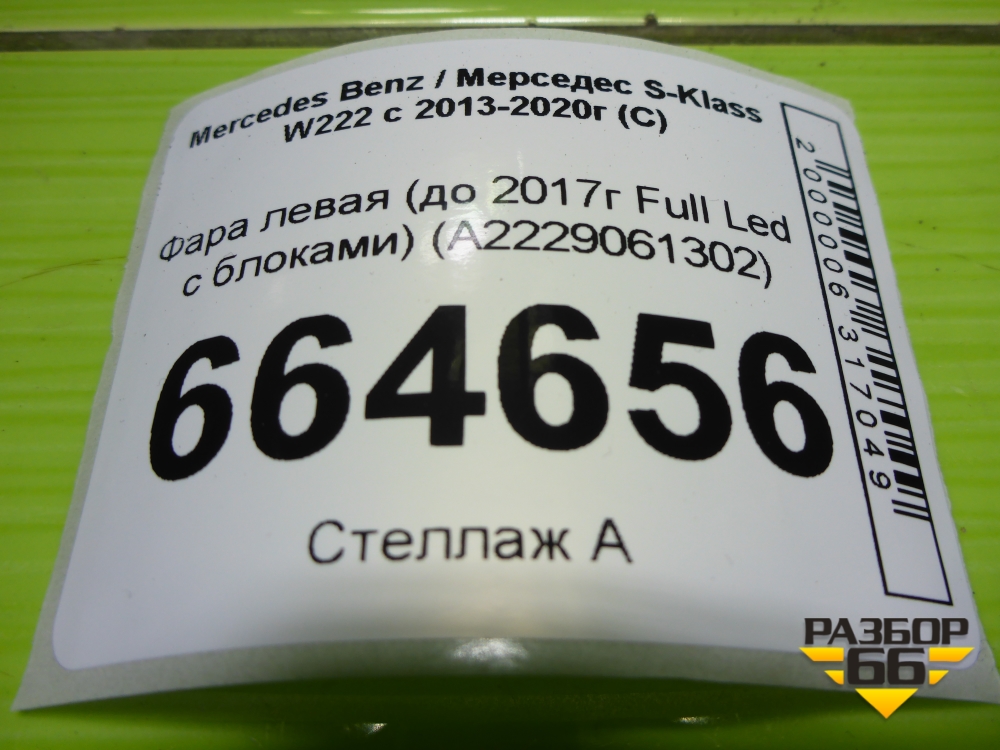 Mercedes Benz / Мерседес S-Klass
W222 с 2013-2020г (C)
Фара левая (до 2017г Full Led
с блоками) (A2229061302)
664656
Стеллаж А
2000006317049
РАЗБОР
66